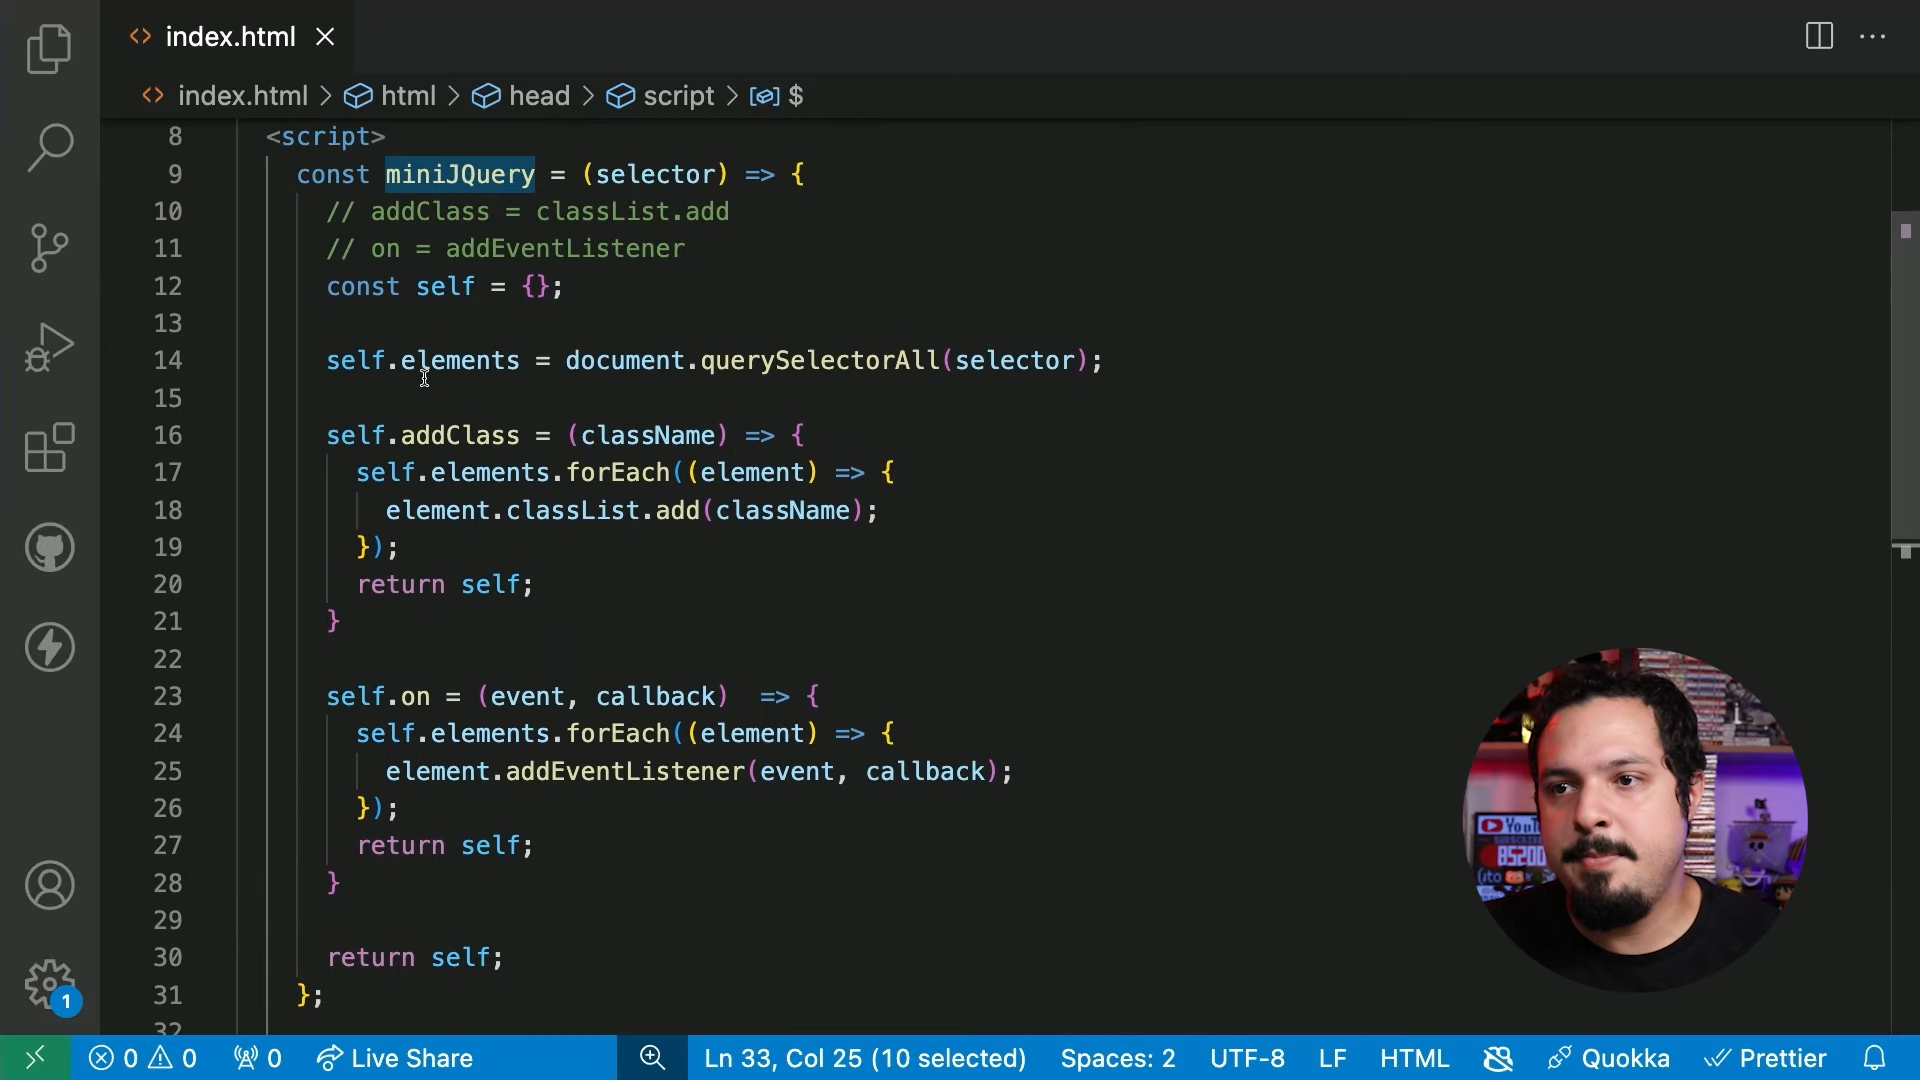 index.html
index.html > html > head > script > $
8 <script>
9 const miniJQuery = (selector) => {
10 // addClass = classList.add
11 // on = addEventListener
12 const self = {};
13
14 self.elements = document.querySelectorAll(selector);
15
16 self.addClass = (className) => {
17 self.elements.forEach((element) => {
18 element.classList.add(className);
19 });
20 return self;
21 }
22
23 self.on = (event, callback)  => {
24 self.elements.forEach((element) => {
25 element.addEventListener(event, callback);
26 });
27 return self;
28 }
29
30 return self;
31 };
32
1
0 0 0 Live Share Ln 33, Col 25 (10 selected) Spaces: 2 UTF-8 LF HTML Quokka Prettier